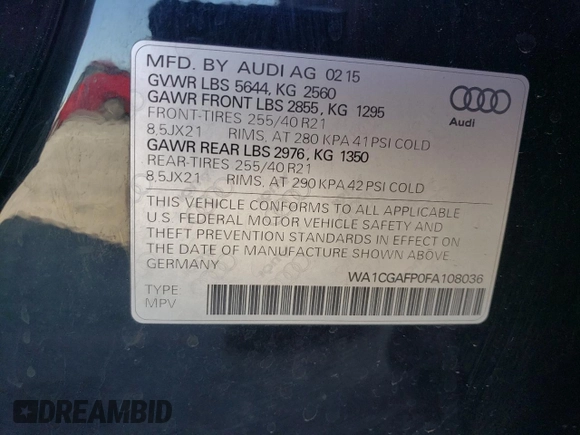 MFD. BY AUDI AG 02 15
GVWR LBS 5644, KG 2560
GAWR FRONT LBS 2855, KG 1295
FRONT-TIRES 255/40 R21
8,5JX21 RIMS, AT 280 KPA 41 PSI COLD
GAWR REAR LBS 2976, KG 1350
REAR-TIRES 255/40 R21
8,5JX21 RIMS, AT 290 KPA 42 PSI COLD
Audi
THIS VEHICLE CONFORMS TO ALL APPLICABLE
U.S. FEDERAL MOTOR VEHICLE SAFETY AND
THEFT PREVENTION STANDARDS IN EFFECT ON
THE DATE OF MANUFACTURE SHOWN ABOVE
GERMANY
WA1CGAFP0FA108036
TYPE
MPV
DREAMBID